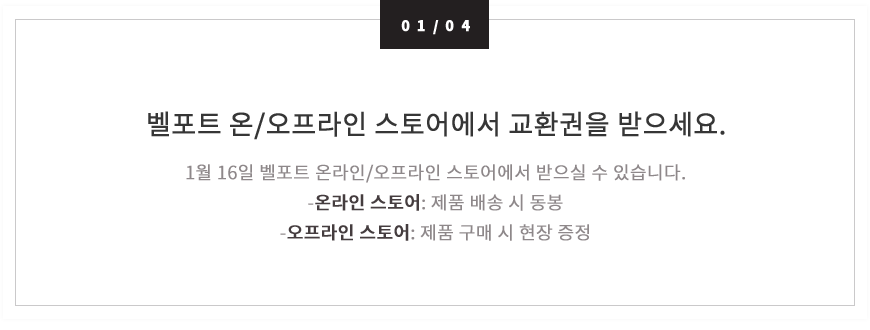 01/04
벨포트 온/오프라인 스토어에서 교환권을 받으세요.
1월 16일 벨포트 온라인/오프라인 스토어에서 받으실 수 있습니다.
-온라인 스토어: 제품 배송 시 동봉
-오프라인 스토어: 제품 구매 시 현장 증정